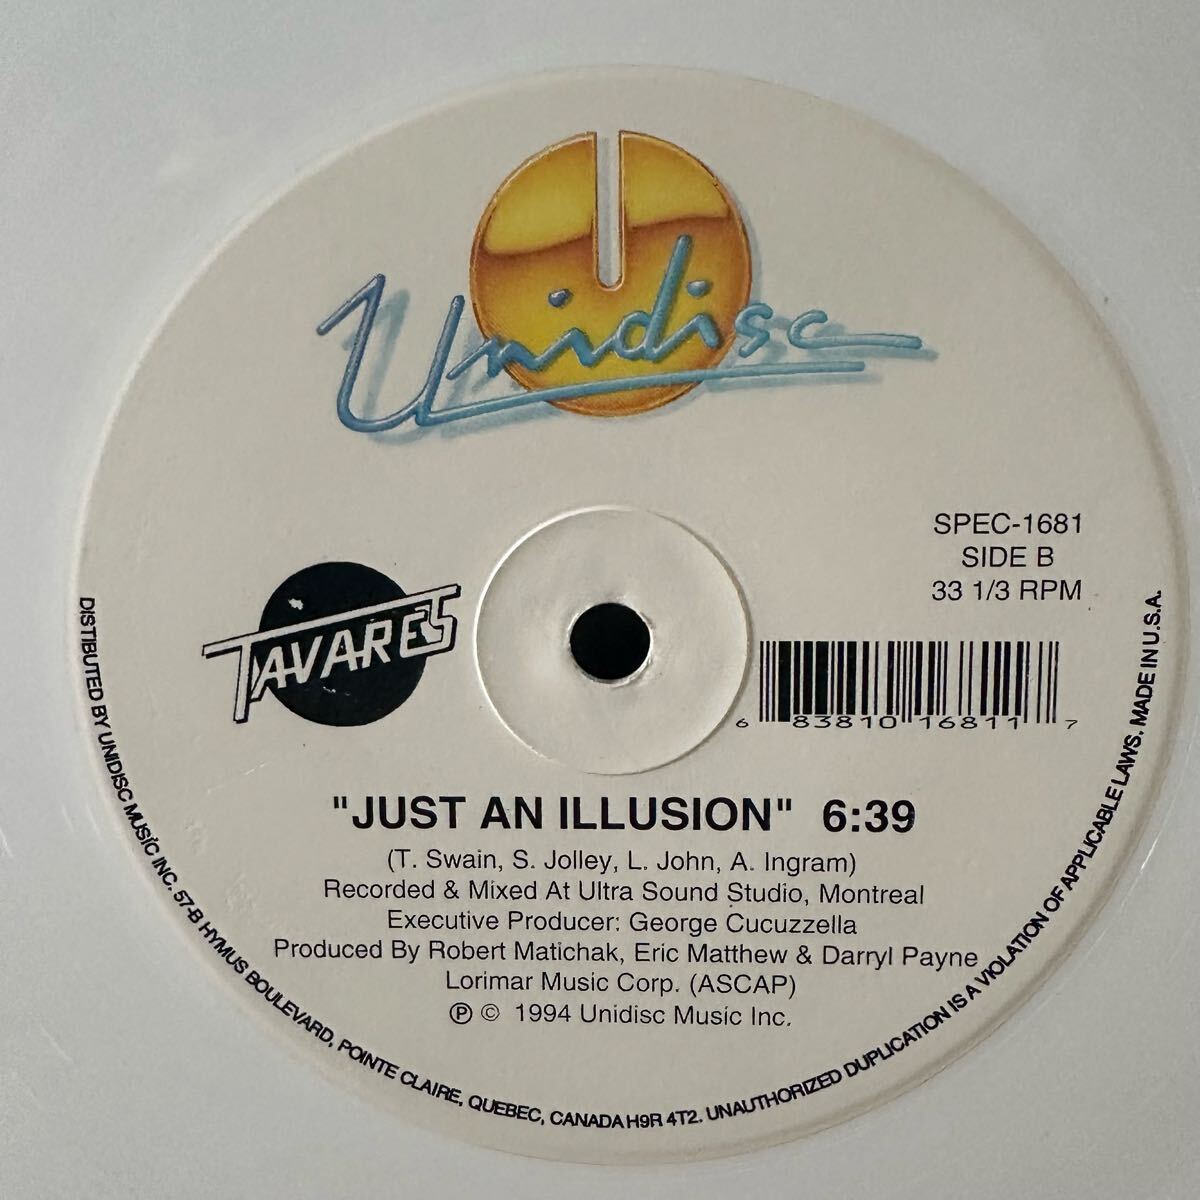 Unidisc
SPEC-1681
SIDE B
33 1/3 RPM
TAVARES
6 83810 16811 7
"JUST AN ILLUSION" 6:39
(T. Swain, S. Jolley, L. John, A. Ingram)
Recorded & Mixed At Ultra Sound Studio, Montreal
Executive Producer: George Cucuzzella
Produced By Robert Matichak, Eric Matthew & Darryl Payne
Lorimar Music Corp. (ASCAP)
℗ © 1994 Unidisc Music Inc.
DISTIBUTED BY UNIDISC MUSIC INC. 57-B HYMUS BOULEVARD, POINTE CLAIRE, QUEBEC, CANADA H9R 4T2. UNAUTHORIZED DUPLICATION IS A VIOLATION OF APPLICABLE LAWS. MADE IN U.S.A.